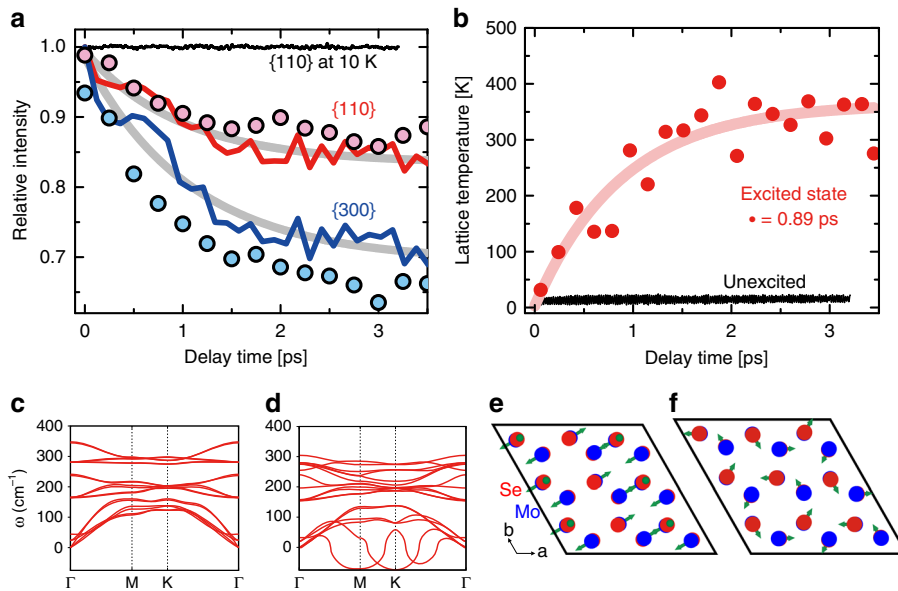 a
Relative intensity
1.0
0.9
0.8
0.7
{110} at 10 K
{110}
{300}
0
1
2
3
Delay time [ps]
b
Lattice temperature [K]
500
400
300
200
100
0
Excited state
• = 0.89 ps
Unexcited
0
1
2
3
Delay time [ps]
c
ω (cm⁻¹)
400
300
200
100
0
Γ
M
K
Γ
d
400
300
200
100
0
Γ
M
K
Γ
e
Se
Mo
b
a
f